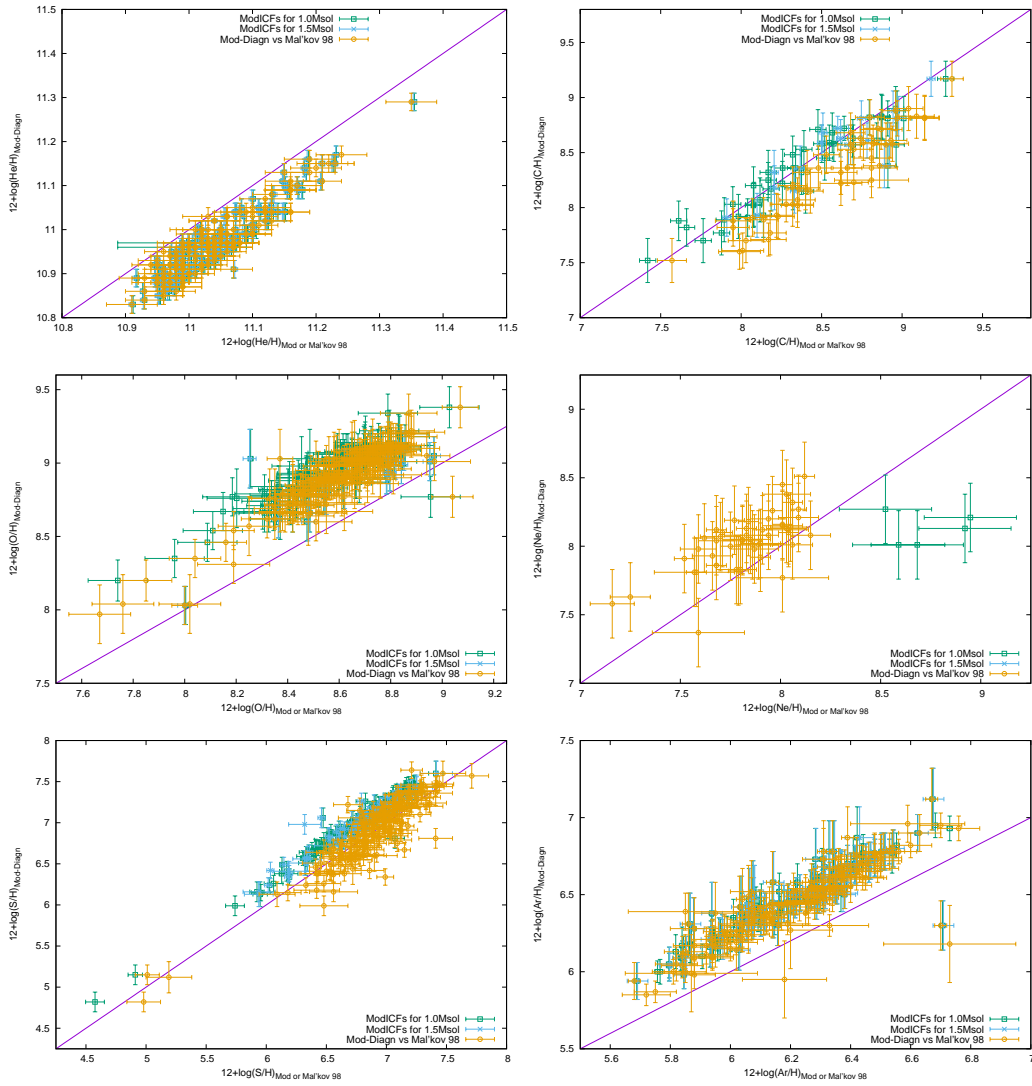 11.5
11.4
11.3
11.2
11.1
11
10.9
10.8
10.8 10.9 11 11.1 11.2 11.3 11.4 11.5
12+log(He/H)Mod-Diagn
12+log(He/H)Mod or Mal'kov 98
ModICFs for 1.0Msol
ModICFs for 1.5Msol
Mod-Diagn vs Mal'kov 98
9.5
9
8.5
8
7.5
7
7 7.5 8 8.5 9 9.5
12+log(C/H)Mod-Diagn
12+log(C/H)Mod or Mal'kov 98
ModICFs for 1.0Msol
ModICFs for 1.5Msol
Mod-Diagn vs Mal'kov 98
9.5
9
8.5
8
7.5
7.6 7.8 8 8.2 8.4 8.6 8.8 9 9.2
12+log(O/H)Mod-Diagn
12+log(O/H)Mod or Mal'kov 98
ModICFs for 1.0Msol
ModICFs for 1.5Msol
Mod-Diagn vs Mal'kov 98
9
8.5
8
7.5
7
7 7.5 8 8.5 9
12+log(Ne/H)Mod-Diagn
12+log(Ne/H)Mod or Mal'kov 98
ModICFs for 1.0Msol
ModICFs for 1.5Msol
Mod-Diagn vs Mal'kov 98
8
7.5
7
6.5
6
5.5
5
4.5
4.5 5 5.5 6 6.5 7 7.5 8
12+log(S/H)Mod-Diagn
12+log(S/H)Mod or Mal'kov 98
ModICFs for 1.0Msol
ModICFs for 1.5Msol
Mod-Diagn vs Mal'kov 98
7.5
7
6.5
6
5.5
5.6 5.8 6 6.2 6.4 6.6 6.8 7
12+log(Ar/H)Mod-Diagn
12+log(Ar/H)Mod or Mal'kov 98
ModICFs for 1.0Msol
ModICFs for 1.5Msol
Mod-Diagn vs Mal'kov 98